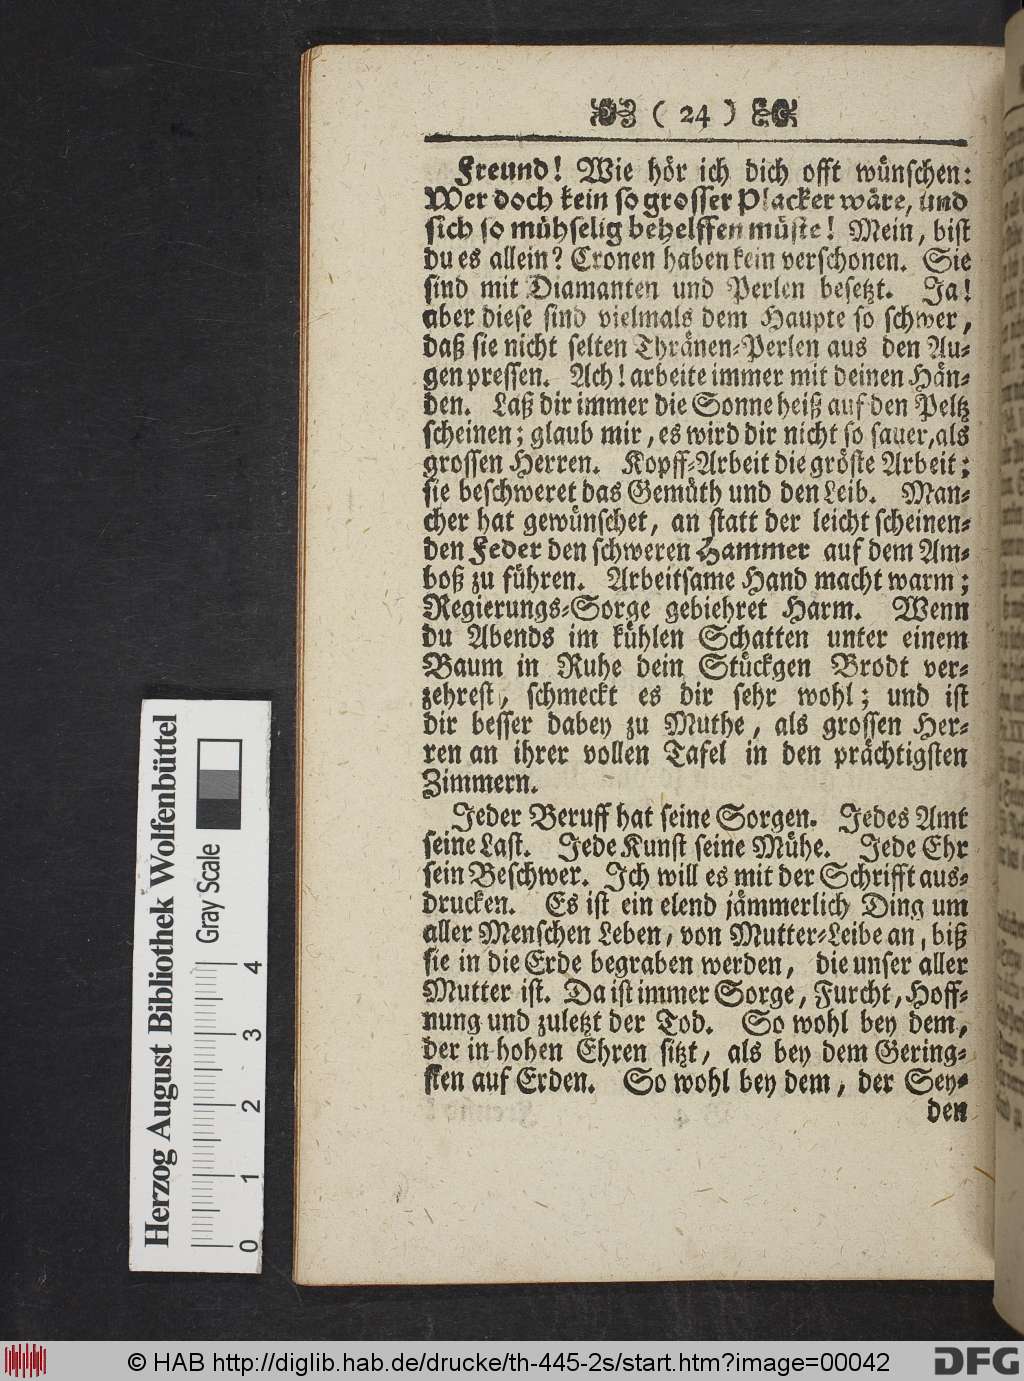 ( 24 )
Freund! Wie hör ich dich offt wünschen:
Wer doch kein so grosser Placker wäre, und
sich so mühselig behelffen müste! Mein, bist
du es allein? Cronen haben kein verschonen. Sie
sind mit Diamanten und Perlen besetzt. Ja!
aber diese sind vielmals dem Haupte so schwer,
daß sie nicht selten Thränen-Perlen aus den Au-
gen pressen. Ach! arbeite immer mit deinen Hän-
den. Laß dir immer die Sonne heiß auf den Peltz
scheinen; glaub mir, es wird dir nicht so sauer, als
grossen Herren. Kopff-Arbeit die gröste Arbeit;
sie beschweret das Gemüth und den Leib. Man-
cher hat gewünschet, an statt der leicht scheinen-
den Feder den schweren Hammer auf dem Am-
boß zu führen. Arbeitsame Hand macht warm;
Regierungs-Sorge gebiehret Harm. Wenn
du Abends im kühlen Schatten unter einem
Baum in Ruhe dein Stückgen Brodt ver-
zehrest, schmeckt es dir sehr wohl; und ist
dir besser dabey zu Muthe, als grossen Her-
ren an ihrer vollen Tafel in den prächtigsten
Zimmern.
Jeder Beruff hat seine Sorgen. Jedes Amt
seine Last. Jede Kunst seine Mühe. Jede Ehr
sein Beschwer. Ich will es mit der Schrifft aus-
drucken. Es ist ein elend jämmerlich Ding um
aller Menschen Leben, von Mutter-Leibe an, biß
sie in die Erde begraben werden, die unser aller
Mutter ist. Da ist immer Sorge, Furcht, Hoff-
nung und zuletzt der Tod. So wohl bey dem,
der in hohen Ehren sitzt, als bey dem Gering-
sten auf Erden. So wohl bey dem, der Sey-
den
Herzog August Bibliothek Wolfenbüttel
Gray Scale
0 1 2 3 4
© HAB http://diglib.hab.de/drucke/th-445-2s/start.htm?image=00042
DFG